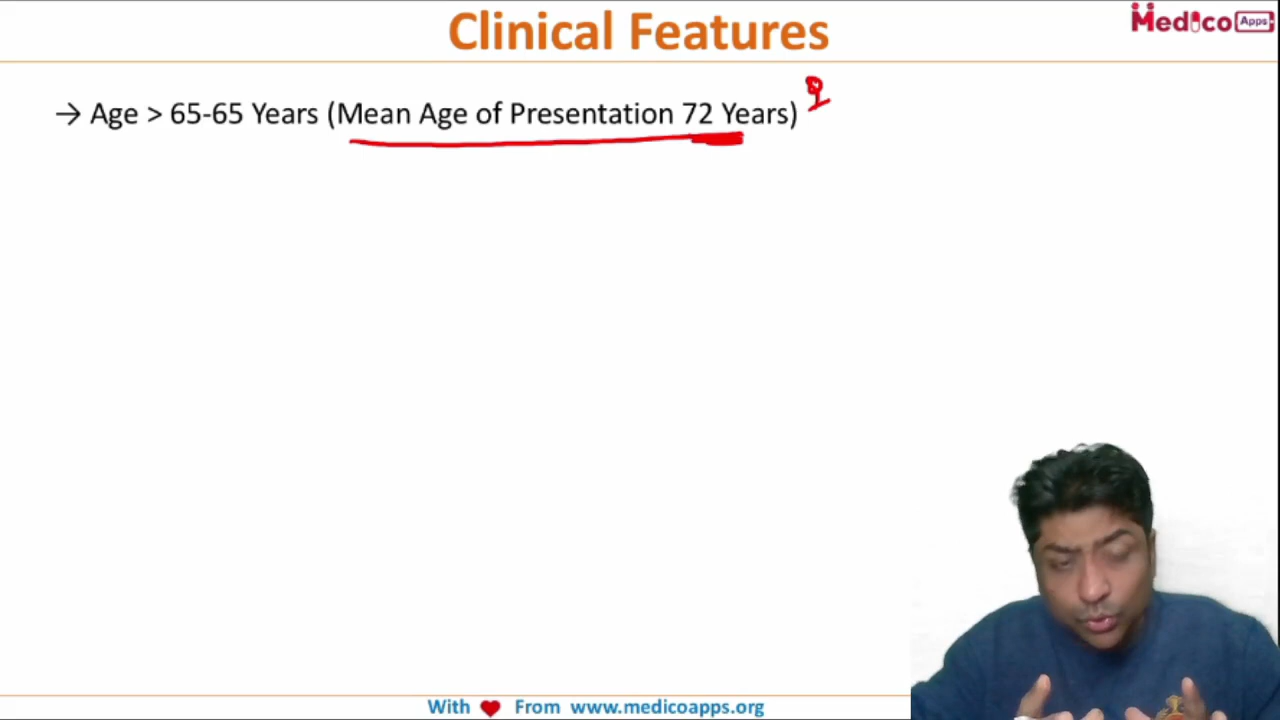 Clinical Features
Medico Apps
→ Age > 65-65 Years (Mean Age of Presentation 72 Years)
With ❤ From www.medicoapps.org